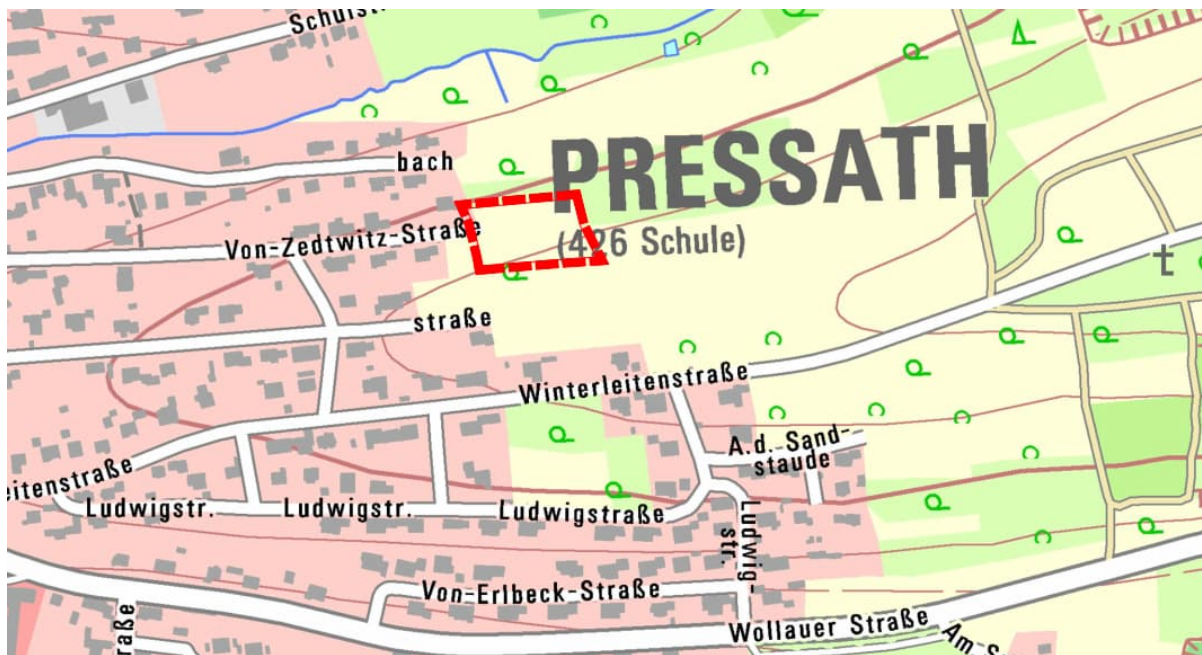 Schulst
bach
PRESSATH
(426 Schule)
Von-Zedtwitz-Straße
straße
Winterleitenstraße
A.d.-Sand-
staude
eitenstraße
Ludwigstr.
Ludwigstr.
Ludwigstraße
Ludwig-
str.
Von-Erlbeck-Straße
Wollauer Straße
raße
Am-S